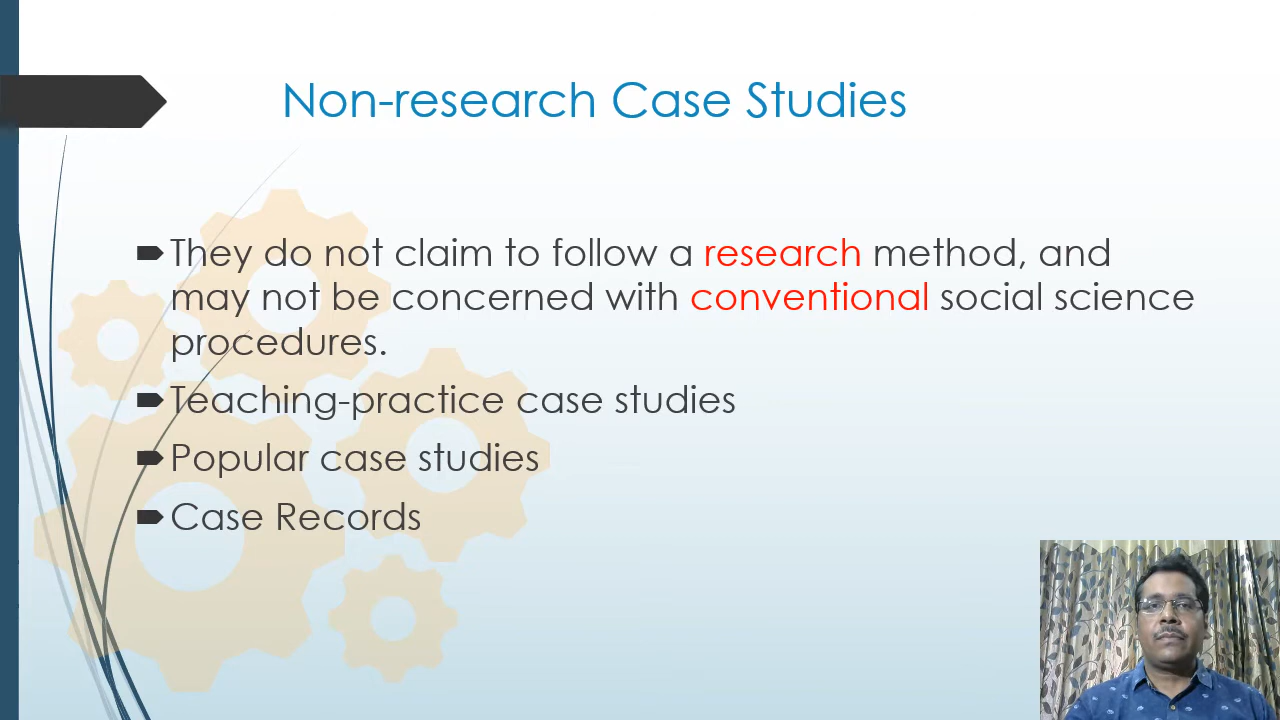 Non-research Case Studies
They do not claim to follow a research method, and
may not be concerned with conventional social science
procedures.
Teaching-practice case studies
Popular case studies
Case Records